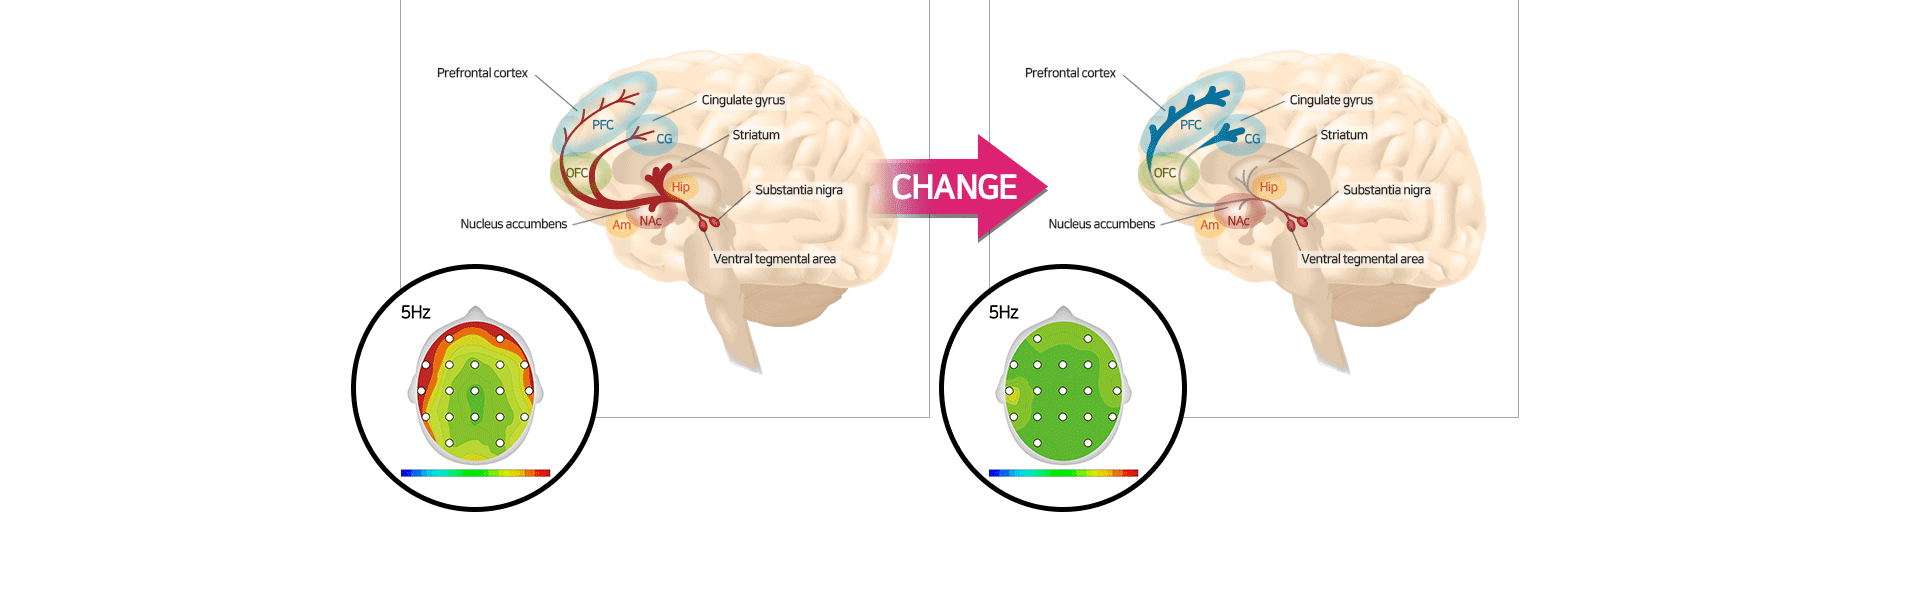 Prefrontal cortex
Cingulate gyrus
PFC
CG
Striatum
OFC
Hip
Substantia nigra
Nucleus accumbens
NAc
Am
Ventral tegmental area
5Hz
CHANGE
Prefrontal cortex
Cingulate gyrus
PFC
CG
Striatum
OFC
Hip
Substantia nigra
Nucleus accumbens
NAc
Am
Ventral tegmental area
5Hz